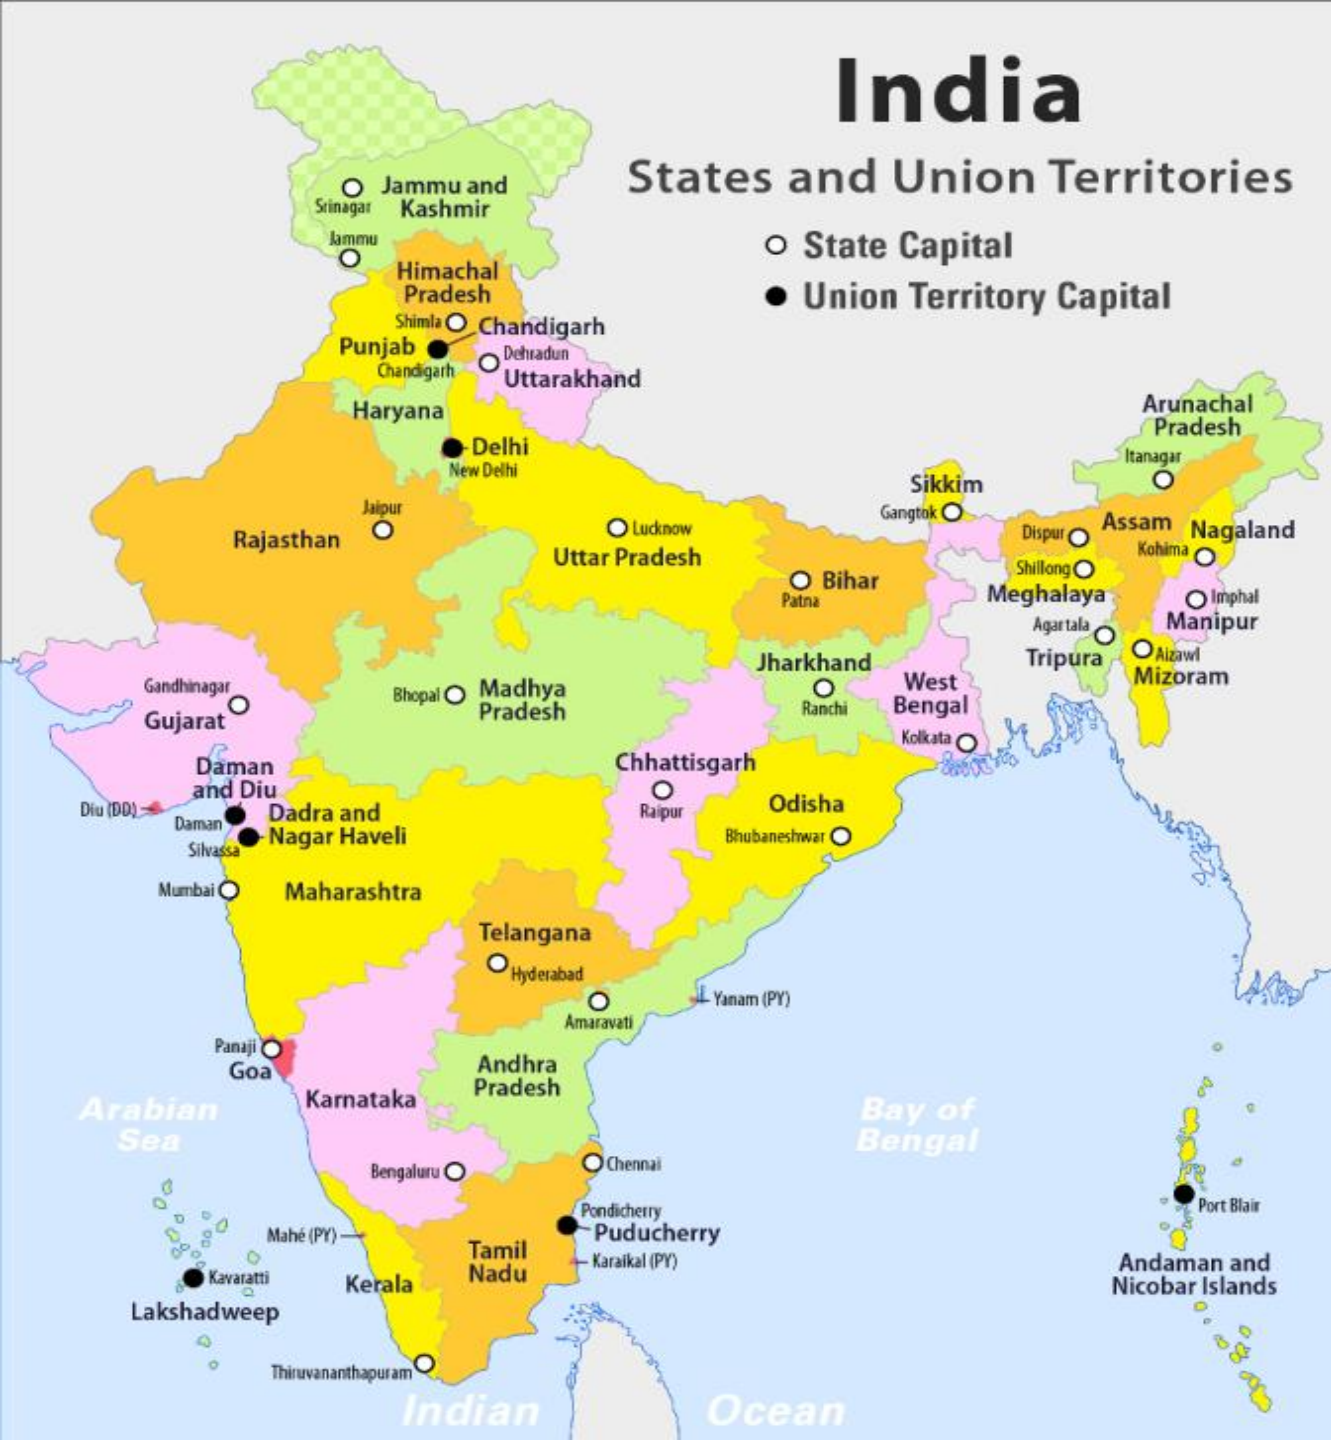 India
States and Union Territories
State Capital
Union Territory Capital
Jammu and
Kashmir
Srinagar
Jammu
Himachal
Pradesh
Shimla
Chandigarh
Punjab
Chandigarh
Dehradun
Uttarakhand
Haryana
Delhi
New Delhi
Arunachal
Pradesh
Itanagar
Sikkim
Gangtok
Jaipur
Rajasthan
Lucknow
Uttar Pradesh
Dispur
Assam
Nagaland
Kohima
Shillong
Meghalaya
Bihar
Patna
Imphal
Manipur
Agartala
Tripura
Aizawl
Mizoram
Gandhinagar
Gujarat
Bhopal
Madhya
Pradesh
Jharkhand
Ranchi
West
Bengal
Kolkata
Chhattisgarh
Raipur
Odisha
Bhubaneshwar
Daman
and Diu
Diu (DD)
Daman
Dadra and
Nagar Haveli
Silvassa
Mumbai
Maharashtra
Telangana
Hyderabad
Yanam (PY)
Amaravati
Panaji
Goa
Andhra
Pradesh
Karnataka
Arabian
Sea
Bay of
Bengal
Bengaluru
Chennai
Pondicherry
Puducherry
Karaikal (PY)
Mahé (PY)
Tamil
Nadu
Kerala
Kavaratti
Lakshadweep
Thiruvananthapuram
Port Blair
Andaman and
Nicobar Islands
Indian Ocean